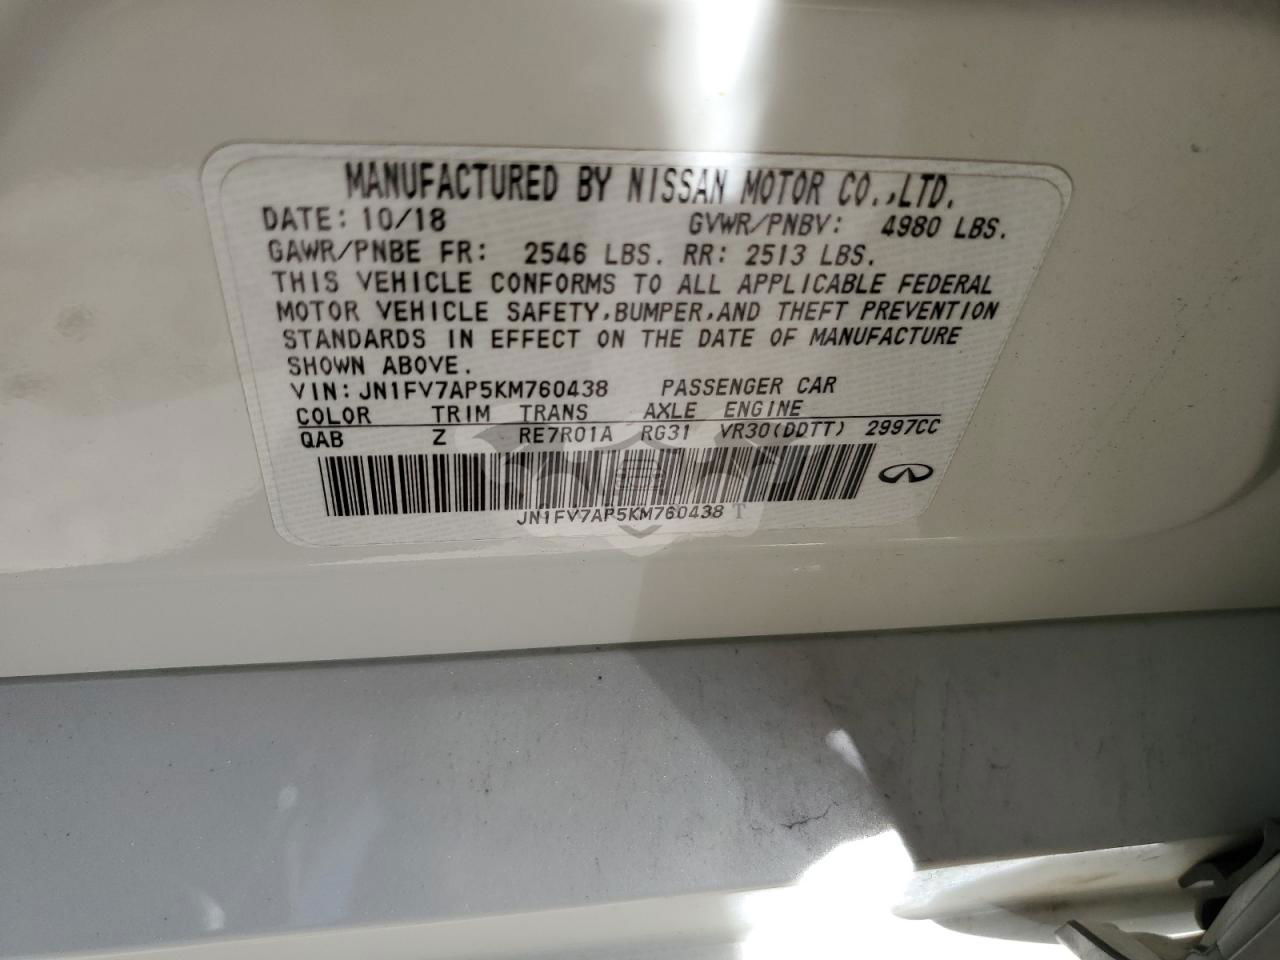 MANUFACTURED BY NISSAN MOTOR CO.,LTD.
DATE: 10/18 GVWR/PNBV: 4980 LBS.
GAWR/PNBE FR: 2546 LBS. RR: 2513 LBS.
THIS VEHICLE CONFORMS TO ALL APPLICABLE FEDERAL
MOTOR VEHICLE SAFETY,BUMPER,AND THEFT PREVENTION
STANDARDS IN EFFECT ON THE DATE OF MANUFACTURE
SHOWN ABOVE.
VIN:JN1FV7AP5KM760438 PASSENGER CAR
COLOR TRIM TRANS AXLE ENGINE
QAB Z RE7R01A RG31 VR30(DDTT) 2997CC
JN1FV7AP5KM760438